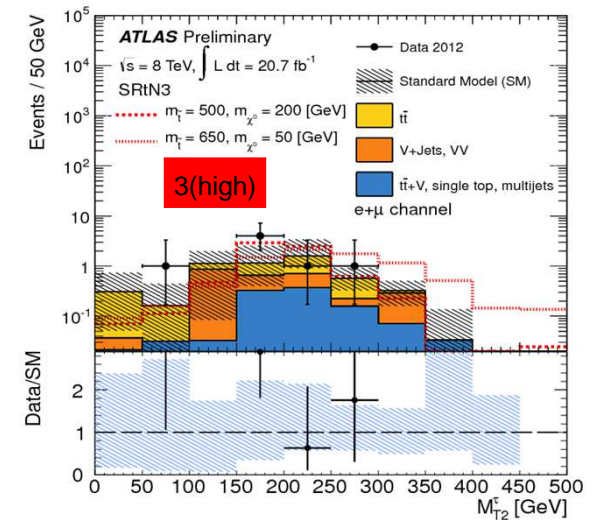 ATLAS Preliminary
√s = 8 TeV, ∫ L dt = 20.7 fb⁻¹
SRtN3
m_t̃ = 500, m_χ⁰ = 200 [GeV]
m_t̃ = 650, m_χ⁰ = 50 [GeV]
3(high)
Data 2012
Standard Model (SM)
tt̄
V+Jets, VV
tt̄+V, single top, multijets
e+μ channel
Events / 50 GeV
10⁵
10⁴
10³
10²
10
1
10⁻¹
Data/SM
2
1
0
0 50 100 150 200 250 300 350 400 450 500
M^τ_T2 [GeV]